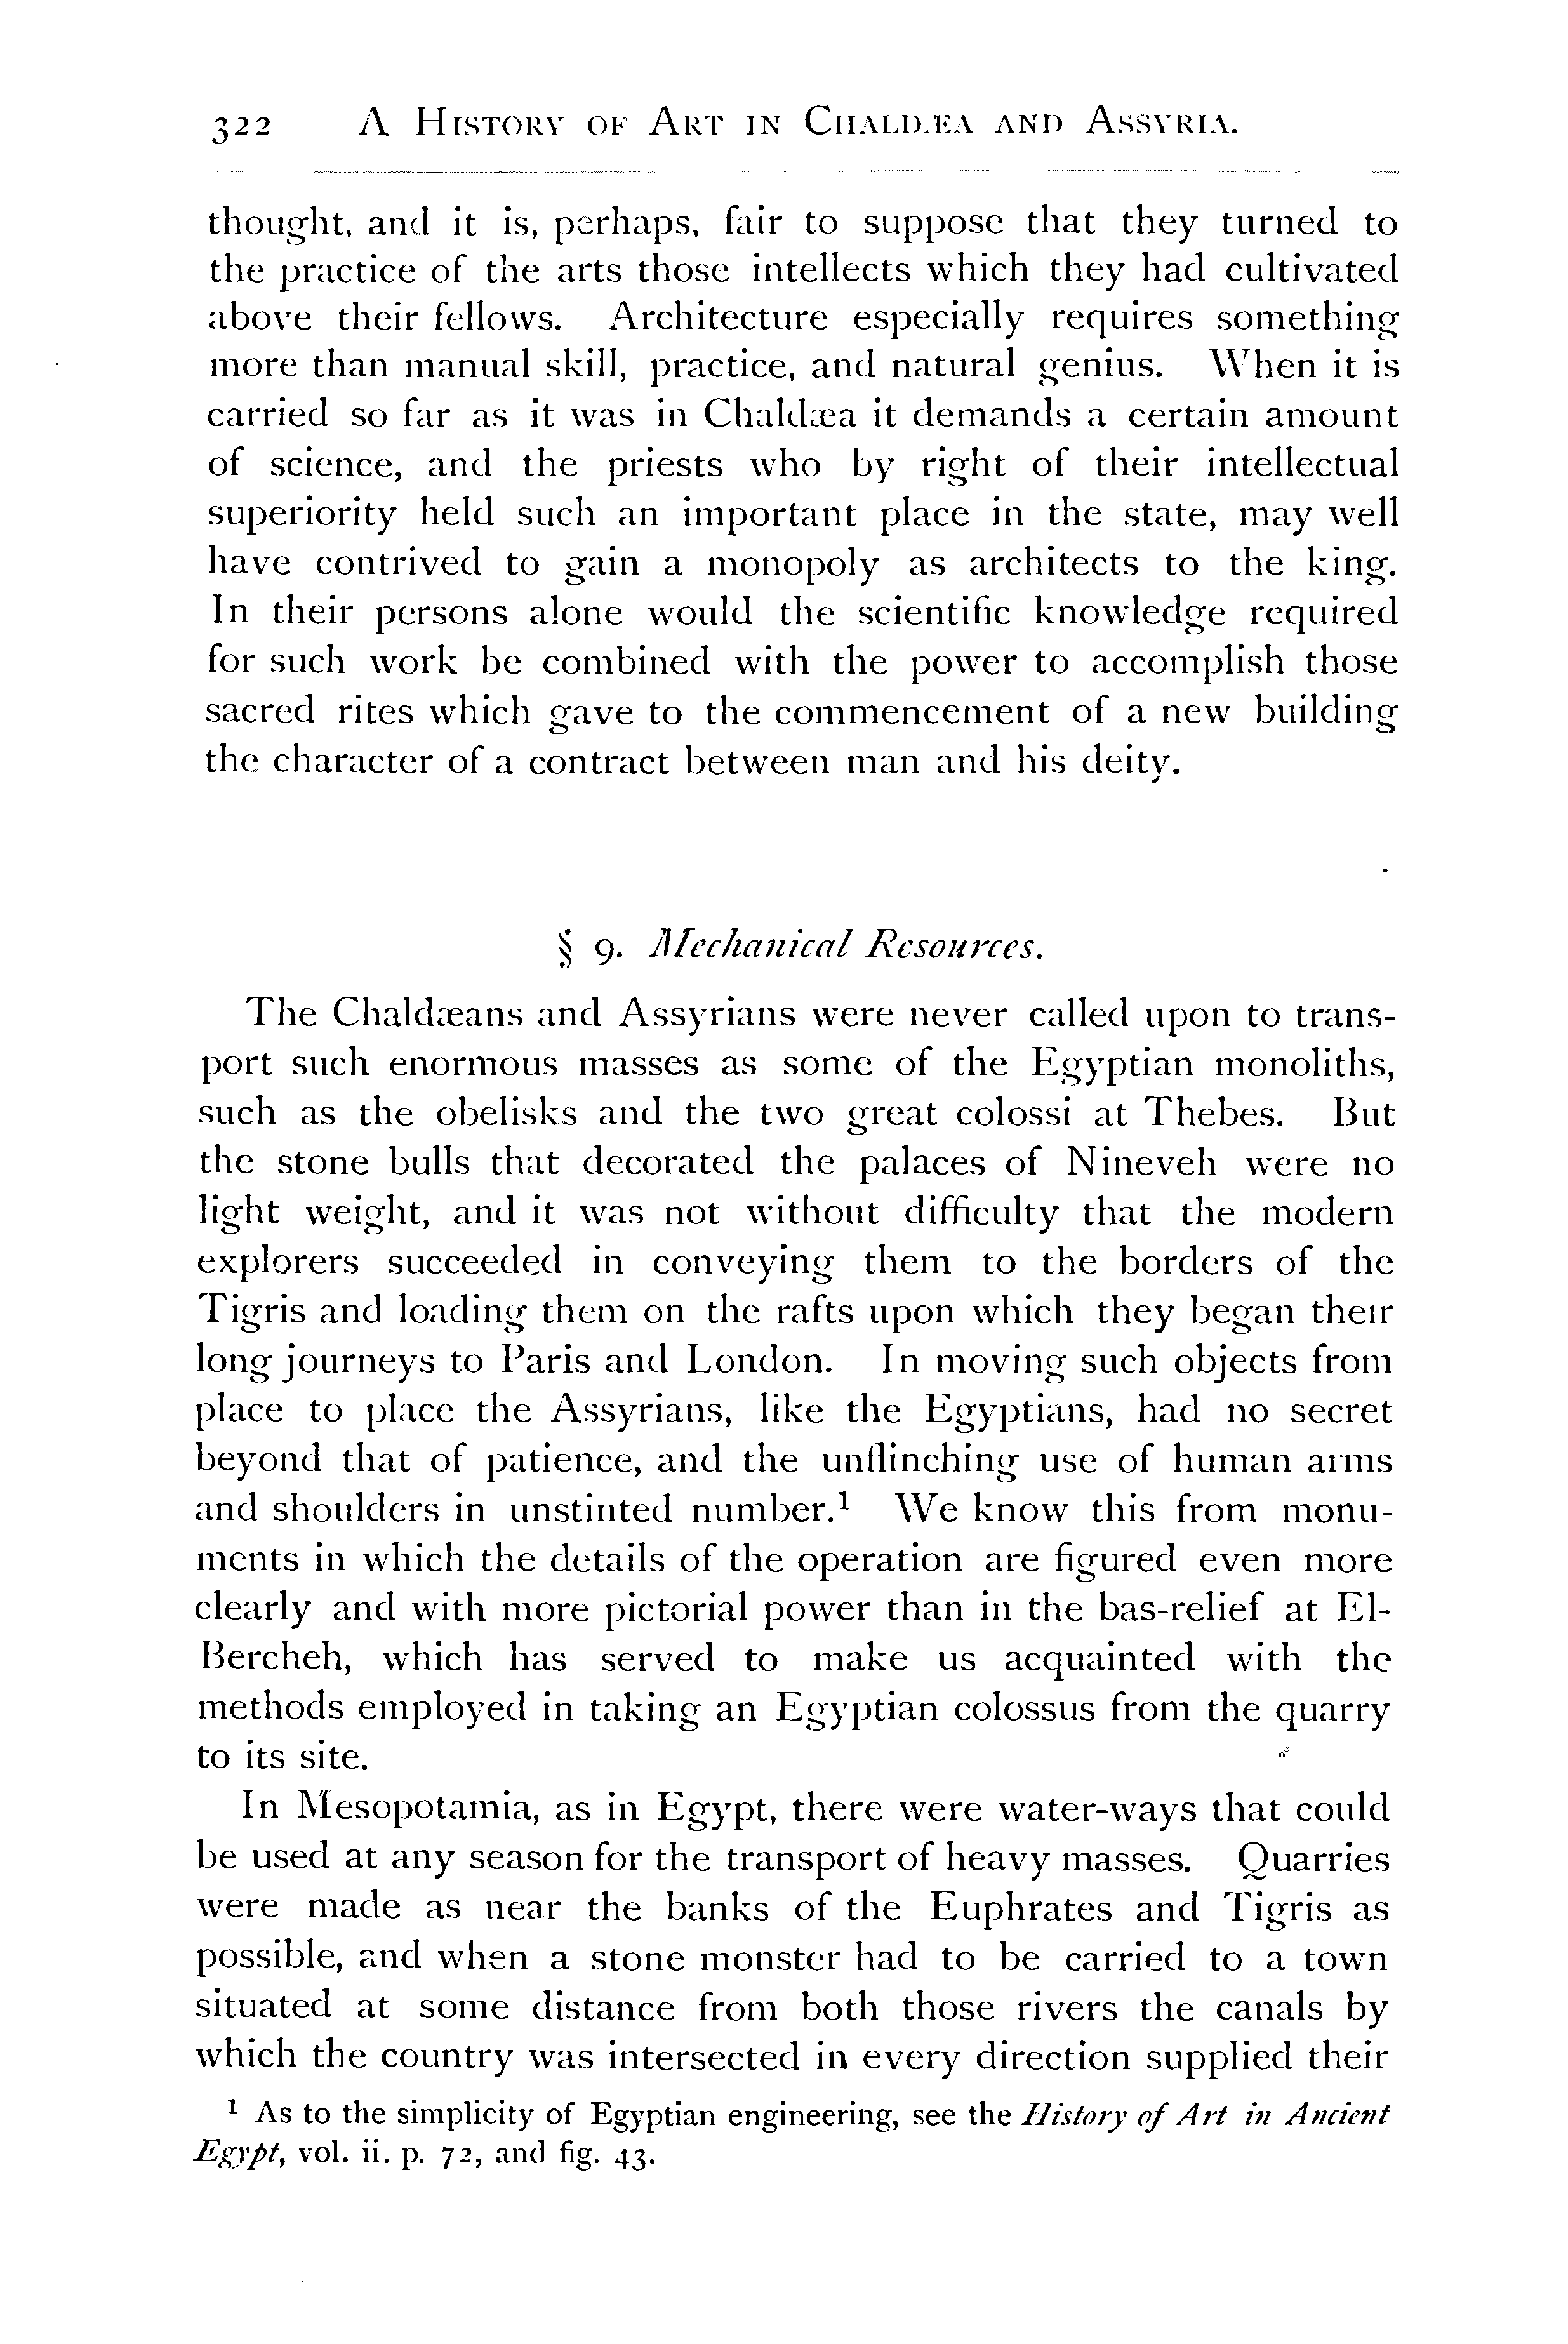 322 A History of Art in Chaldæa and Assyria.
thought, and it is, perhaps, fair to suppose that they turned to
the practice of the arts those intellects which they had cultivated
above their fellows. Architecture especially requires something
more than manual skill, practice, and natural genius. When it is
carried so far as it was in Chaldæa it demands a certain amount
of science, and the priests who by right of their intellectual
superiority held such an important place in the state, may well
have contrived to gain a monopoly as architects to the king.
In their persons alone would the scientific knowledge required
for such work be combined with the power to accomplish those
sacred rites which gave to the commencement of a new building
the character of a contract between man and his deity.
§ 9. Mechanical Resources.
The Chaldæans and Assyrians were never called upon to trans-
port such enormous masses as some of the Egyptian monoliths,
such as the obelisks and the two great colossi at Thebes. But
the stone bulls that decorated the palaces of Nineveh were no
light weight, and it was not without difficulty that the modern
explorers succeeded in conveying them to the borders of the
Tigris and loading them on the rafts upon which they began their
long journeys to Paris and London. In moving such objects from
place to place the Assyrians, like the Egyptians, had no secret
beyond that of patience, and the unflinching use of human arms
and shoulders in unstinted number.¹ We know this from monu-
ments in which the details of the operation are figured even more
clearly and with more pictorial power than in the bas-relief at El-
Bercheh, which has served to make us acquainted with the
methods employed in taking an Egyptian colossus from the quarry
to its site.
In Mesopotamia, as in Egypt, there were water-ways that could
be used at any season for the transport of heavy masses. Quarries
were made as near the banks of the Euphrates and Tigris as
possible, and when a stone monster had to be carried to a town
situated at some distance from both those rivers the canals by
which the country was intersected in every direction supplied their
¹ As to the simplicity of Egyptian engineering, see the History of Art in Ancient
Egypt, vol. ii. p. 72, and fig. 43.